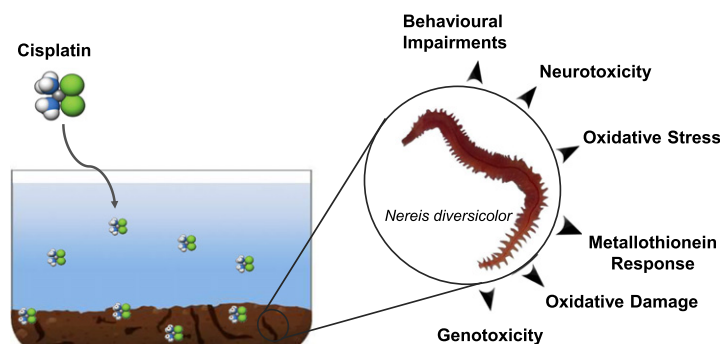 Cisplatin
Behavioural
Impairments
Neurotoxicity
Oxidative Stress
Nereis diversicolor
Metallothionein
Response
Oxidative Damage
Genotoxicity